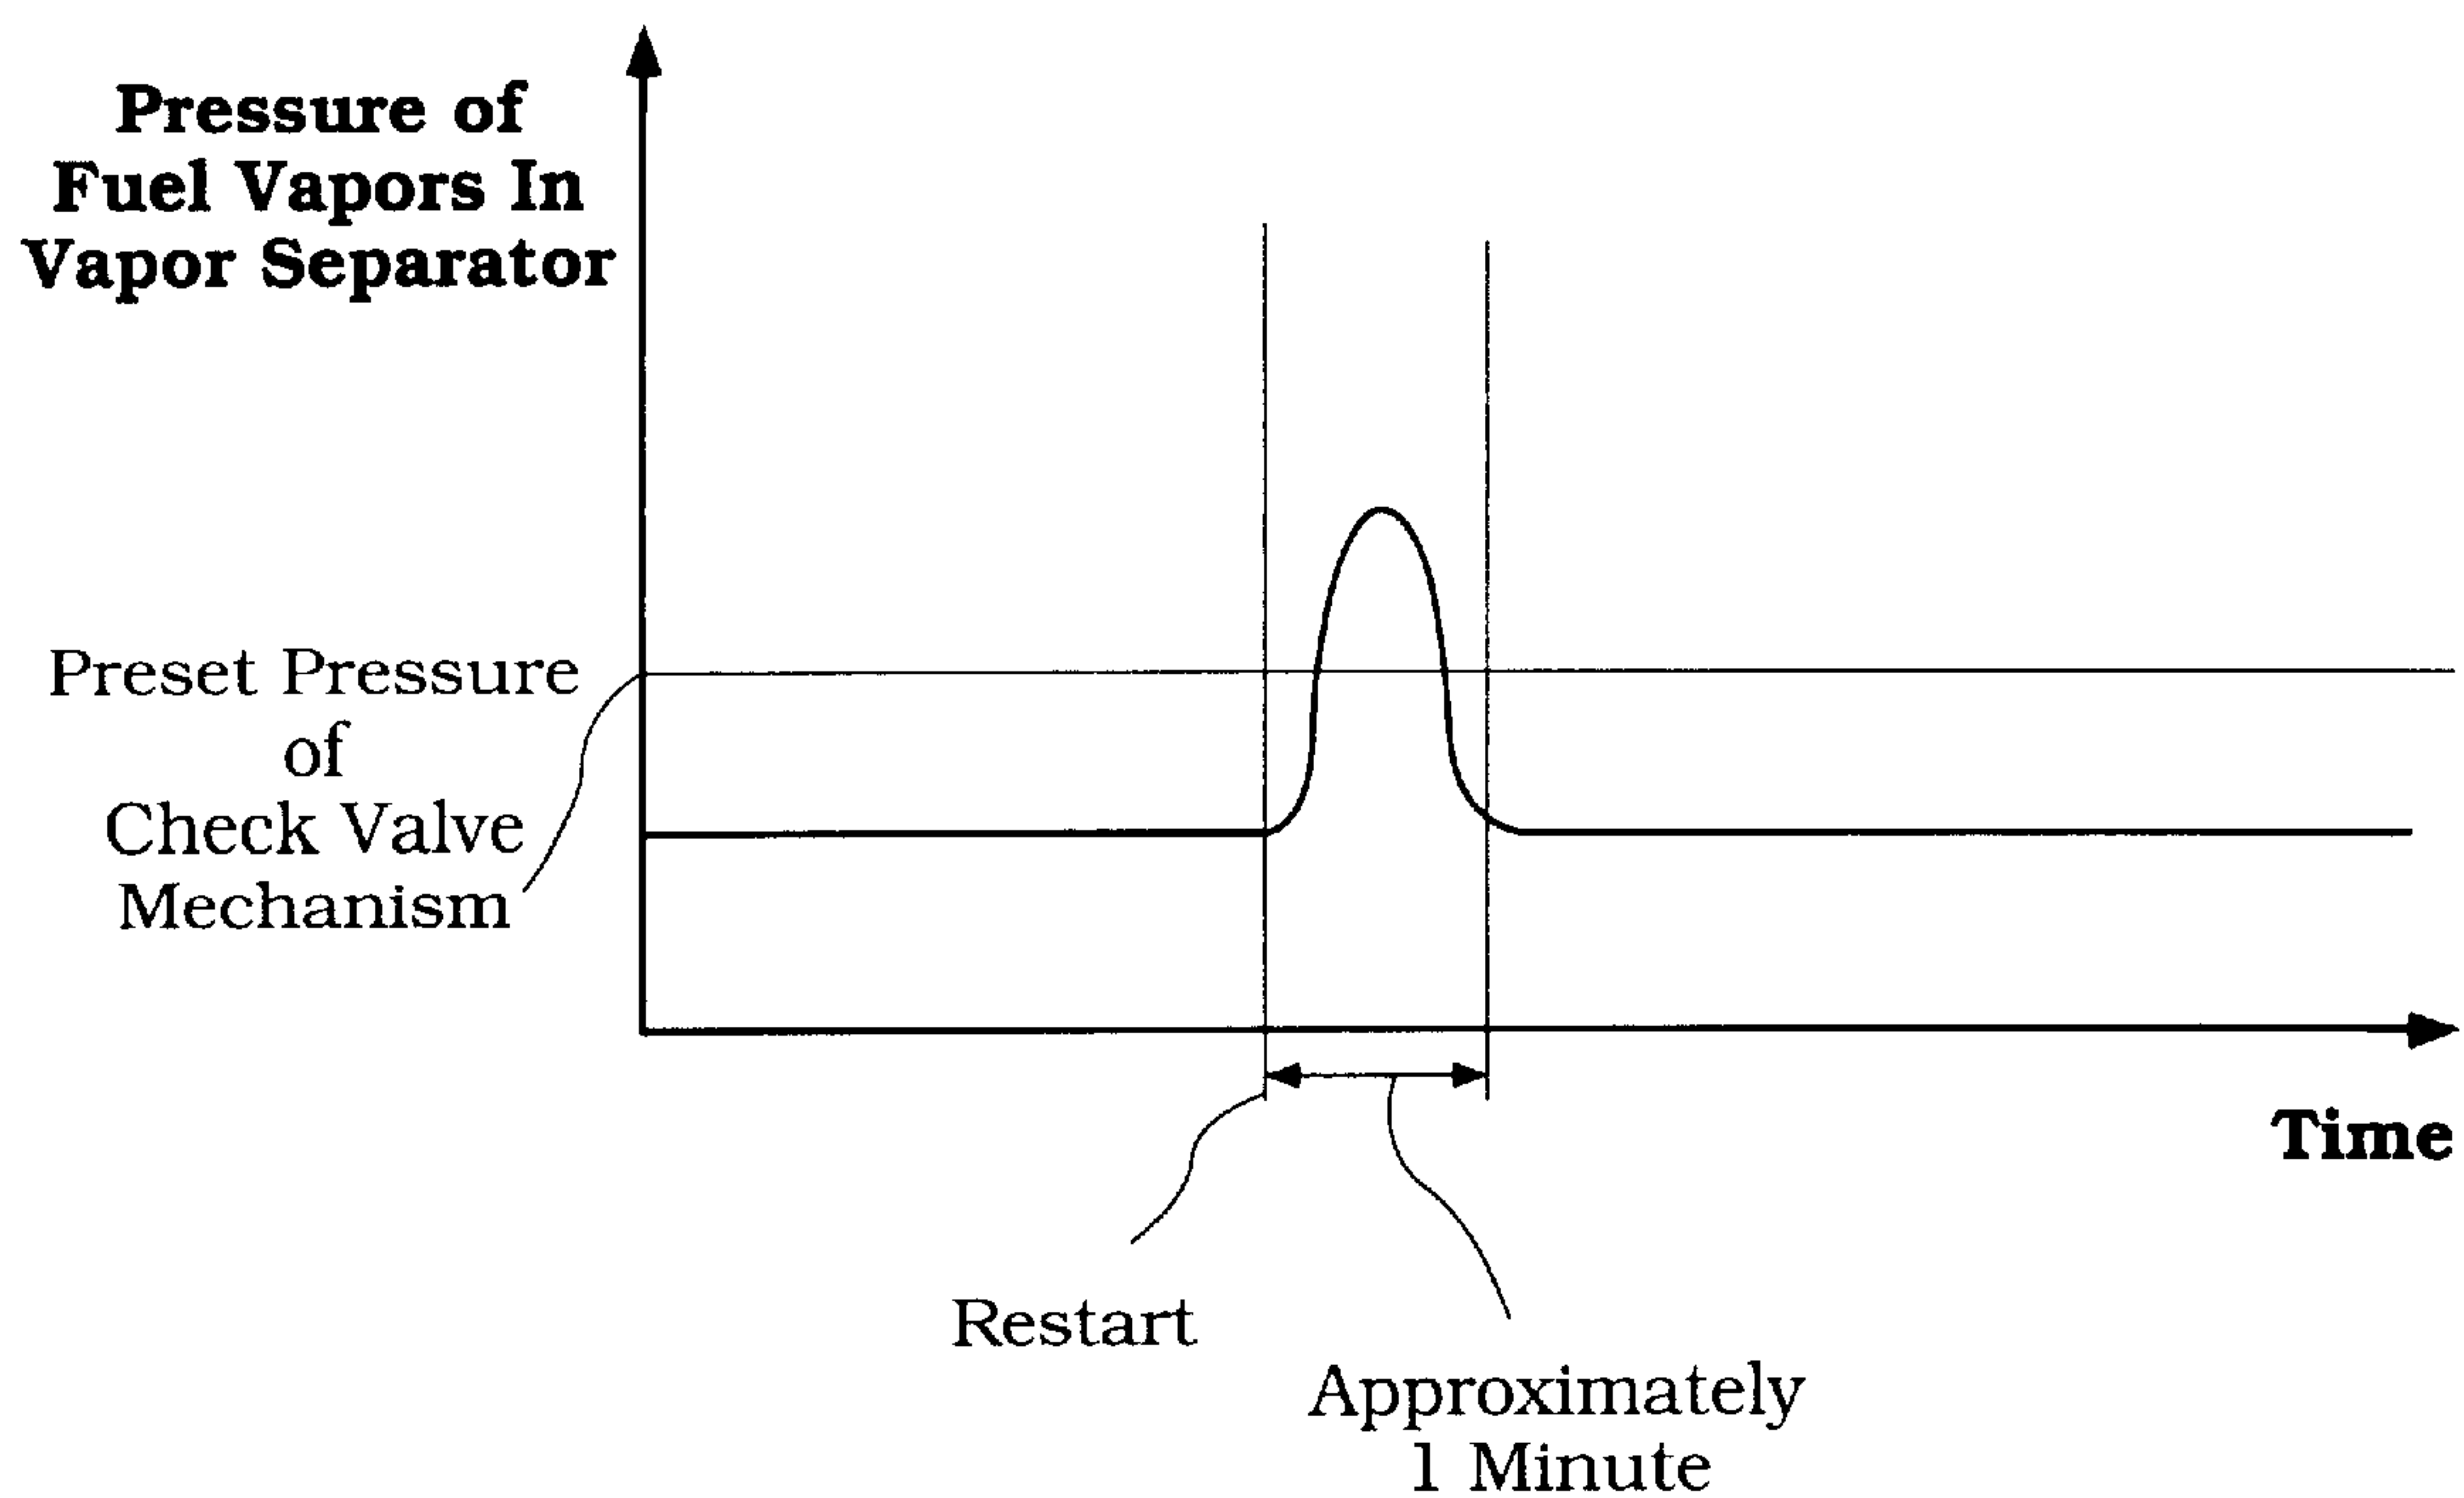 Pressure of
Fuel Vapors In
Vapor Separator
Preset Pressure
of
Check Valve
Mechanism
Time
Restart
Approximately
1 Minute